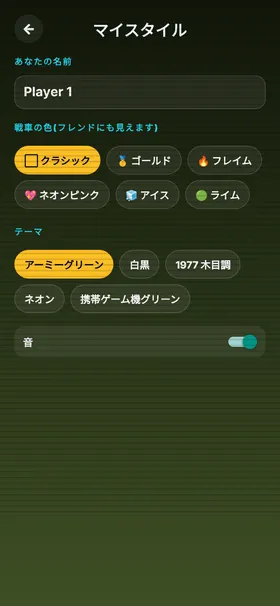 マイスタイル
あなたの名前
Player 1
戦車の色(フレンドにも見えます)
クラシック 🥇 ゴールド 🔥 フレイム
💖 ネオンピンク 🧊 アイス 🟢 ライム
テーマ
アーミーグリーン 白黒 1977 木目調
ネオン 携帯ゲーム機グリーン
音